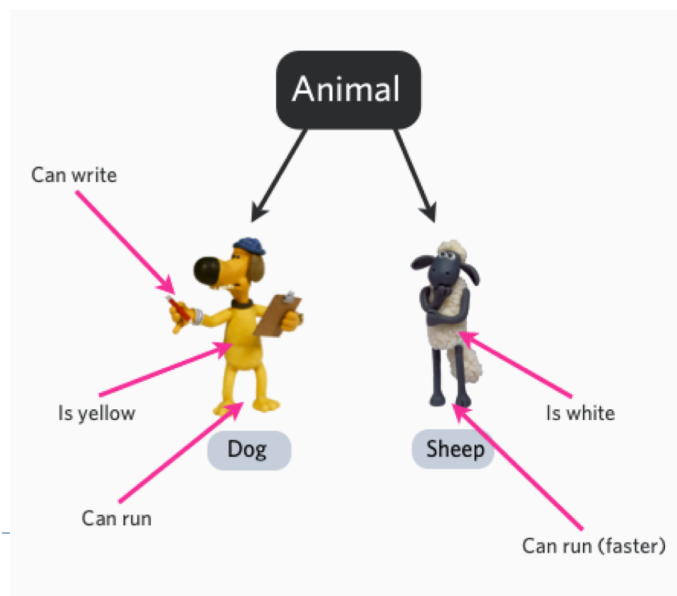 Animal
Can write
Is yellow
Is white
Dog
Sheep
Can run
Can run (faster)